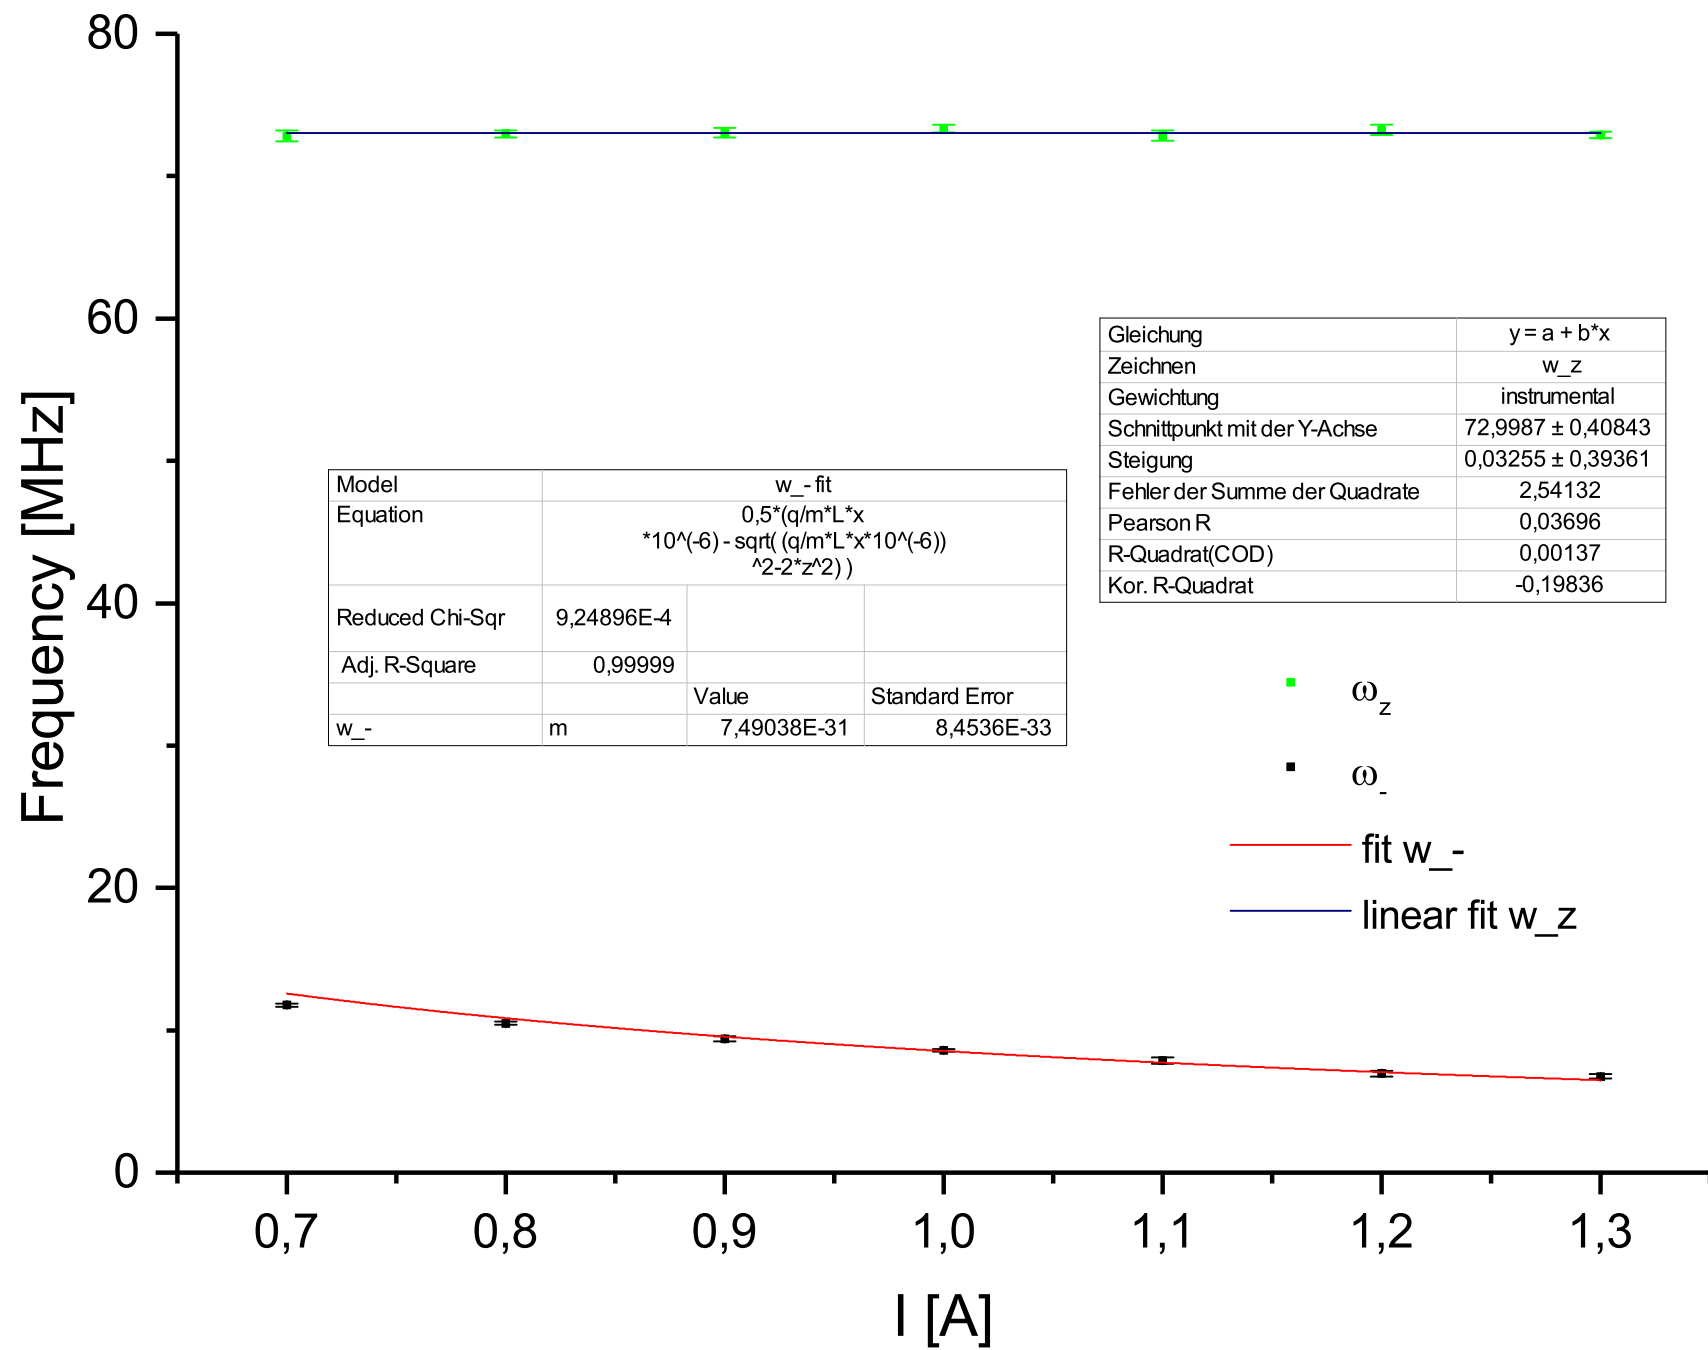 80
60
40
20
0
Frequency [MHz]
Gleichung y = a + b*x
Zeichnen w_z
Gewichtung instrumental
Schnittpunkt mit der Y-Achse 72,9987 ± 0,40843
Steigung 0,03255 ± 0,39361
Fehler der Summe der Quadrate 2,54132
Pearson R 0,03696
R-Quadrat(COD) 0,00137
Kor. R-Quadrat -0,19836
Model w_- fit
Equation 0,5*(q/m*L*x
*10^(-6) - sqrt( (q/m*L*x*10^(-6))
^2-2*z^2) )
Reduced Chi-Sqr 9,24896E-4
Adj. R-Square 0,99999
Value Standard Error
w_- m 7,49038E-31 8,4536E-33
ω_z
ω_-
fit w_-
linear fit w_z
0,7 0,8 0,9 1,0 1,1 1,2 1,3
I [A]